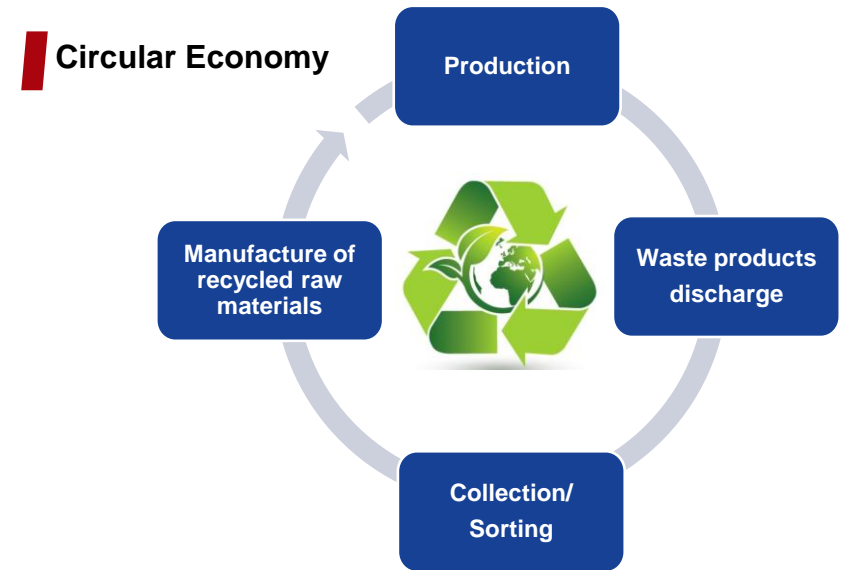 Circular Economy
Production
Waste products
discharge
Collection/
Sorting
Manufacture of
recycled raw
materials